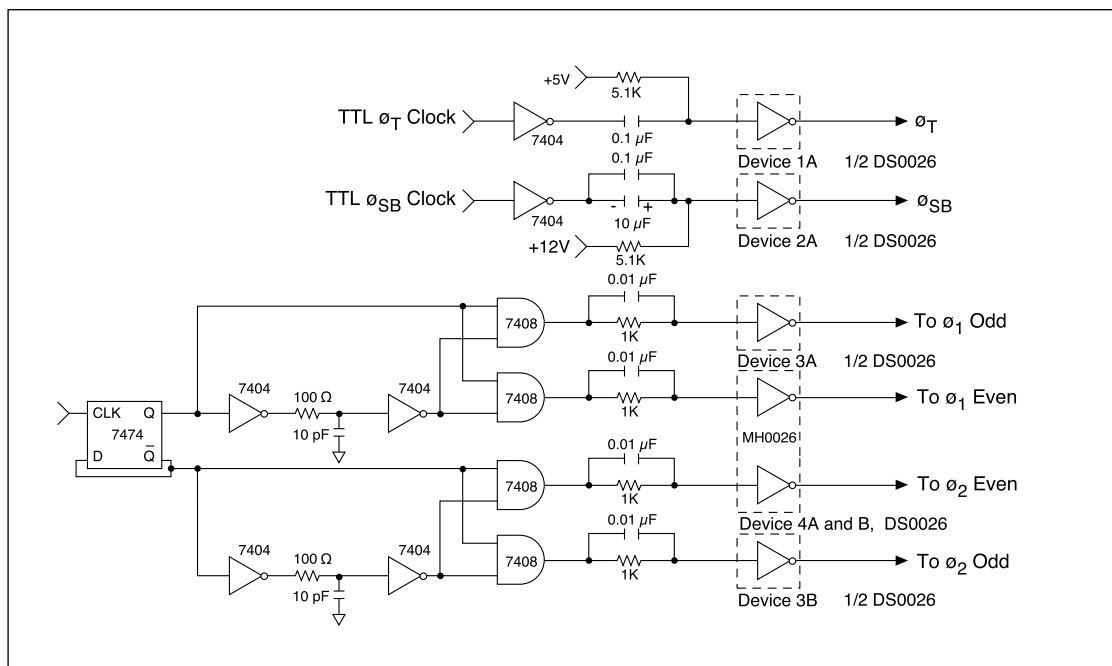 +5V
5.1K
TTL øT Clock
7404
0.1 µF
Device 1A 1/2 DS0026
øT
0.1 µF
TTL øSB Clock
7404
- +
10 µF
Device 2A 1/2 DS0026
øSB
+12V
5.1K
0.01 µF
7408
1K
Device 3A 1/2 DS0026
To ø1 Odd
0.01 µF
7404
100 Ω
7404
7408
1K
To ø1 Even
CLK Q
7474
D Q̅
10 pF
MH0026
0.01 µF
7408
1K
To ø2 Even
Device 4A and B, DS0026
0.01 µF
7404
100 Ω
7404
7408
1K
To ø2 Odd
10 pF
Device 3B 1/2 DS0026